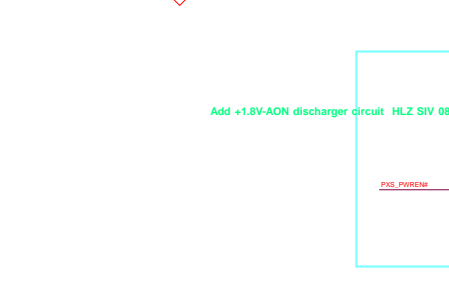 Add +1.8V-AON discharger circuit HLZ SIV 08
PXS_PWREN#